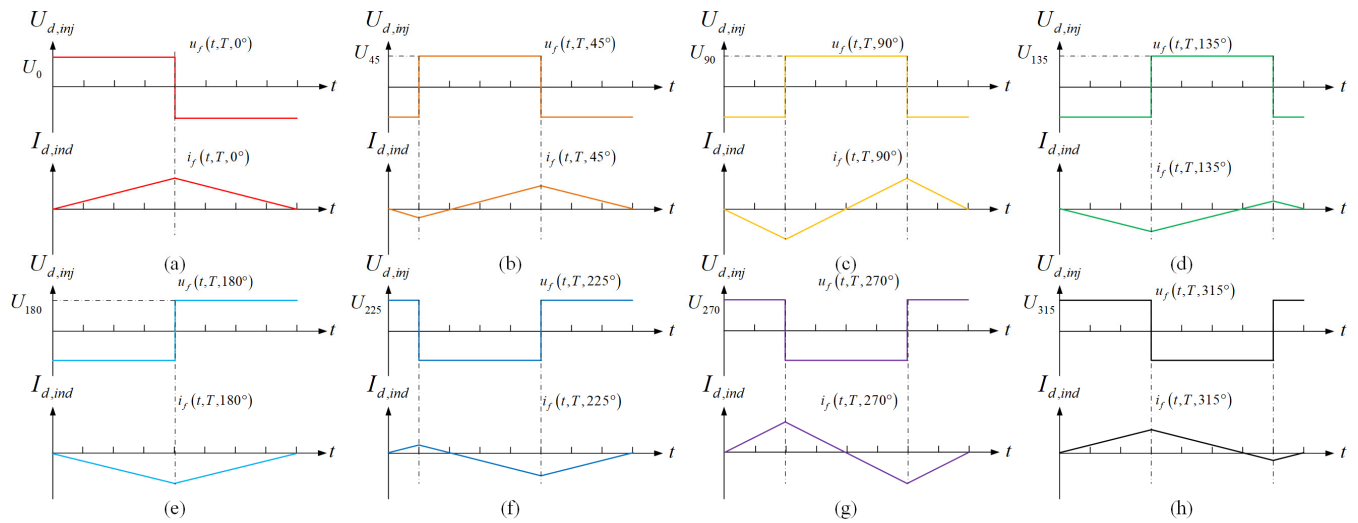 U_{d,inj}
u_f(t,T,0°)
U_0
t
I_{d,ind}
i_f(t,T,0°)
t
(a)
U_{d,inj}
u_f(t,T,45°)
U_{45}
t
I_{d,ind}
i_f(t,T,45°)
t
(b)
U_{d,inj}
u_f(t,T,90°)
U_{90}
t
I_{d,ind}
i_f(t,T,90°)
t
(c)
U_{d,inj}
u_f(t,T,135°)
U_{135}
t
I_{d,ind}
i_f(t,T,135°)
t
(d)
U_{d,inj}
u_f(t,T,180°)
U_{180}
t
I_{d,ind}
i_f(t,T,180°)
t
(e)
U_{d,inj}
u_f(t,T,225°)
U_{225}
t
I_{d,ind}
i_f(t,T,225°)
t
(f)
U_{d,inj}
u_f(t,T,270°)
U_{270}
t
I_{d,ind}
i_f(t,T,270°)
t
(g)
U_{d,inj}
u_f(t,T,315°)
U_{315}
t
I_{d,ind}
i_f(t,T,315°)
t
(h)